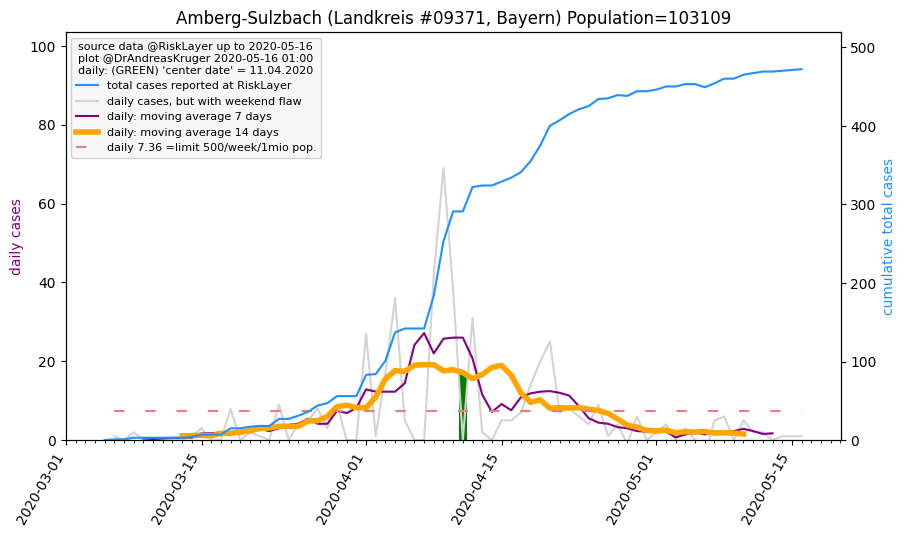 Amberg-Sulzbach (Landkreis #09371, Bayern) Population=103109
source data @RiskLayer up to 2020-05-16
plot @DrAndreasKruger 2020-05-16 01:00
daily: (GREEN) 'center date' = 11.04.2020
total cases reported at RiskLayer
daily cases, but with weekend flaw
daily: moving average 7 days
daily: moving average 14 days
daily 7.36 =limit 500/week/1mio pop.
daily cases
100
80
60
40
20
0
500
400
300
200
100
0
cumulative total cases
2020-03-01
2020-03-15
2020-04-01
2020-04-15
2020-05-01
2020-05-15